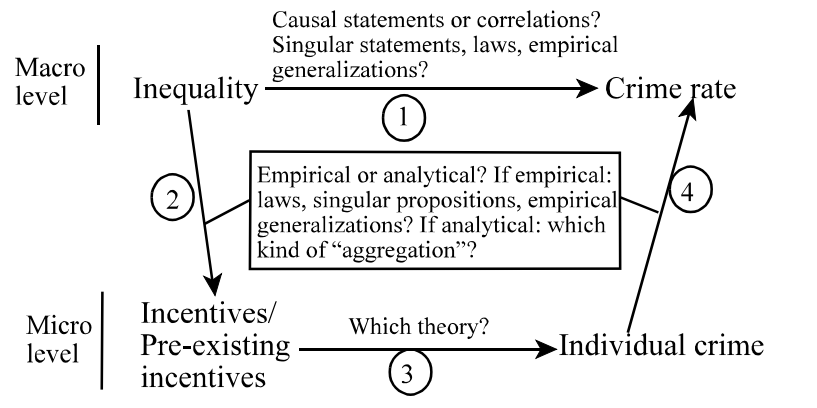 Causal statements or correlations?
Singular statements, laws, empirical
generalizations?
Macro
level
Inequality
Crime rate
1
2
Empirical or analytical? If empirical:
laws, singular propositions, empirical
generalizations? If analytical: which
kind of “aggregation”?
4
Micro
level
Incentives/
Pre-existing
incentives
Which theory?
Individual crime
3